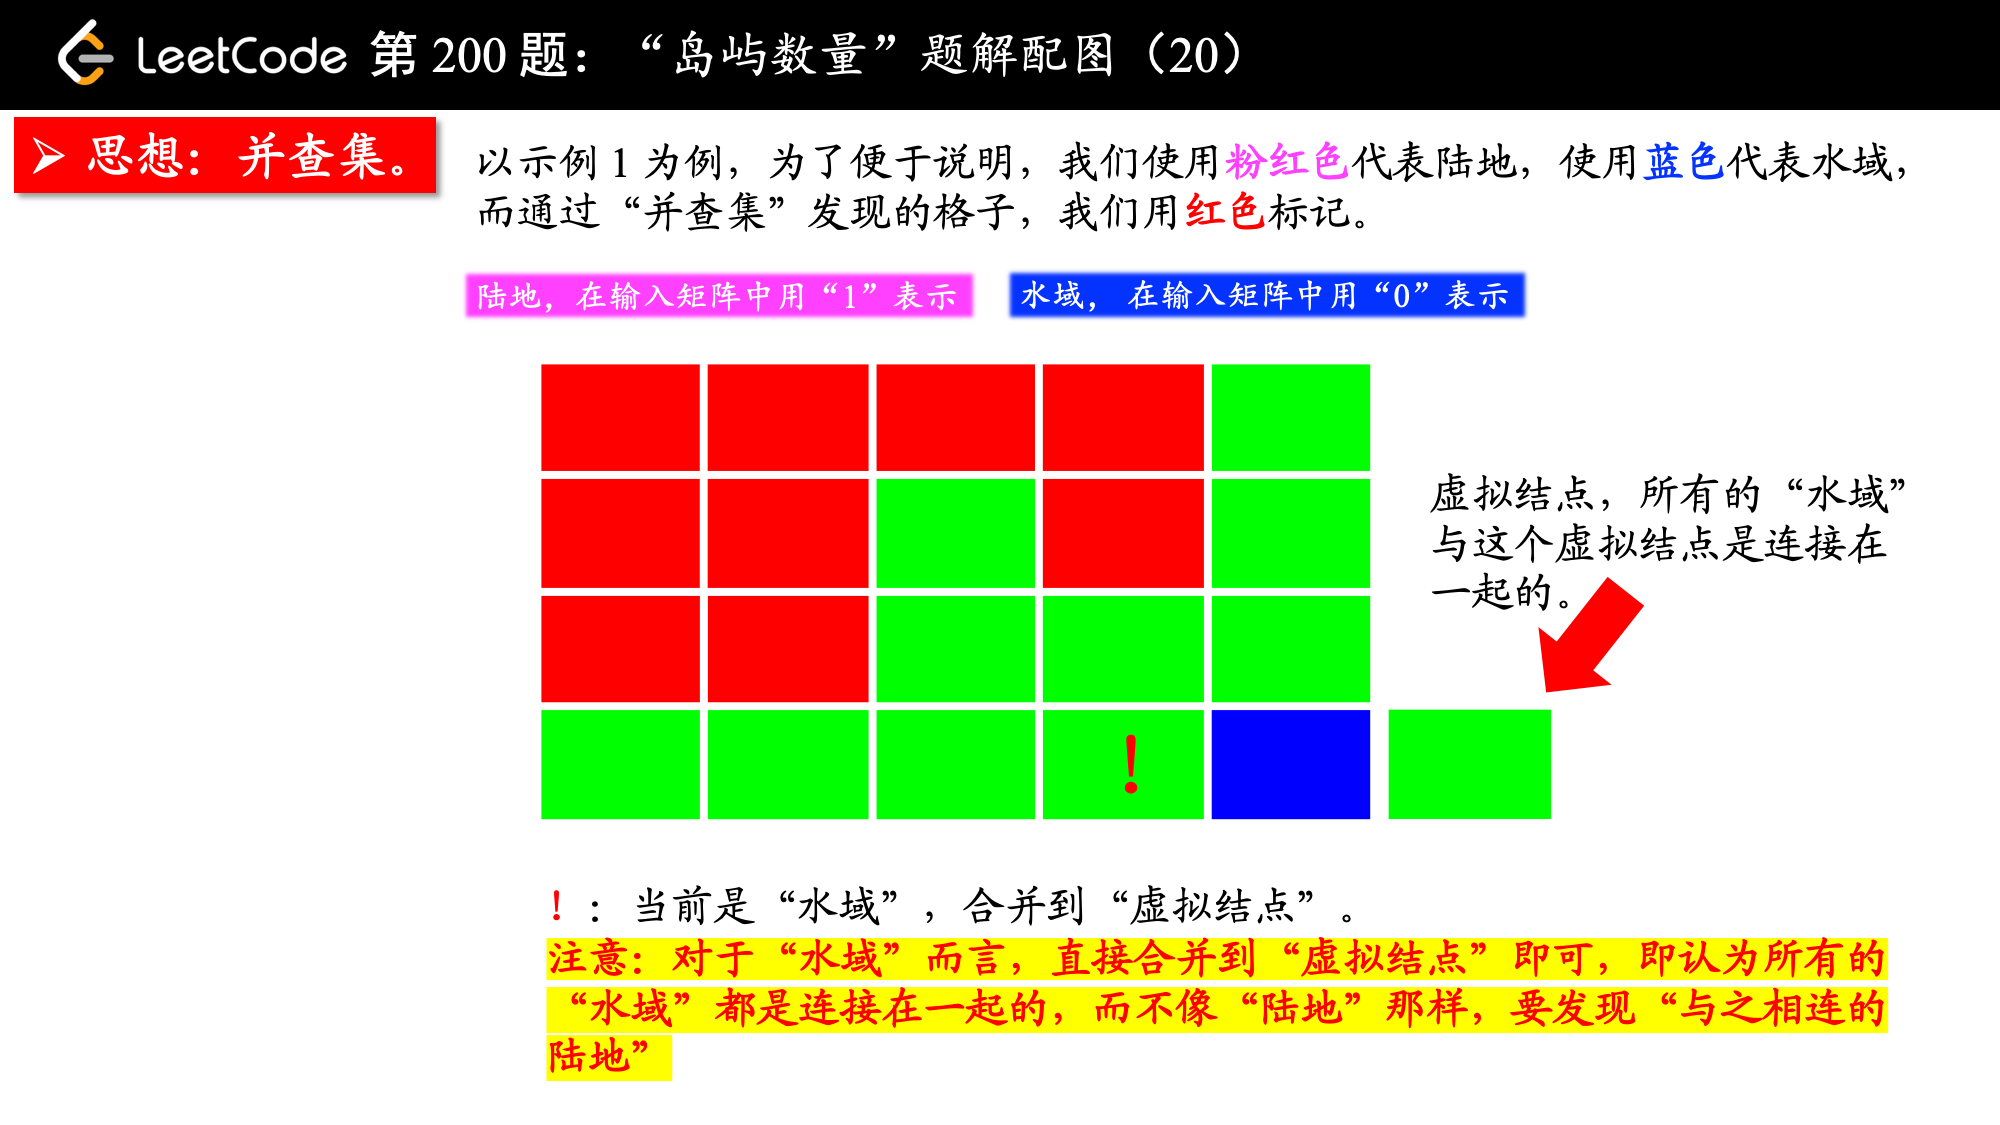 LeetCode 第 200 题：“岛屿数量”题解配图（20）
思想：并查集。
以示例 1 为例，为了便于说明，我们使用粉红色代表陆地，使用蓝色代表水域，
而通过“并查集”发现的格子，我们用红色标记。
陆地，在输入矩阵中用“1”表示
水域， 在输入矩阵中用“0”表示
虚拟结点，所有的“水域”
与这个虚拟结点是连接在
一起的。
！
！：当前是“水域”，合并到“虚拟结点”。
注意：对于“水域”而言，直接合并到“虚拟结点”即可，即认为所有的
“水域”都是连接在一起的，而不像“陆地”那样，要发现“与之相连的
陆地”